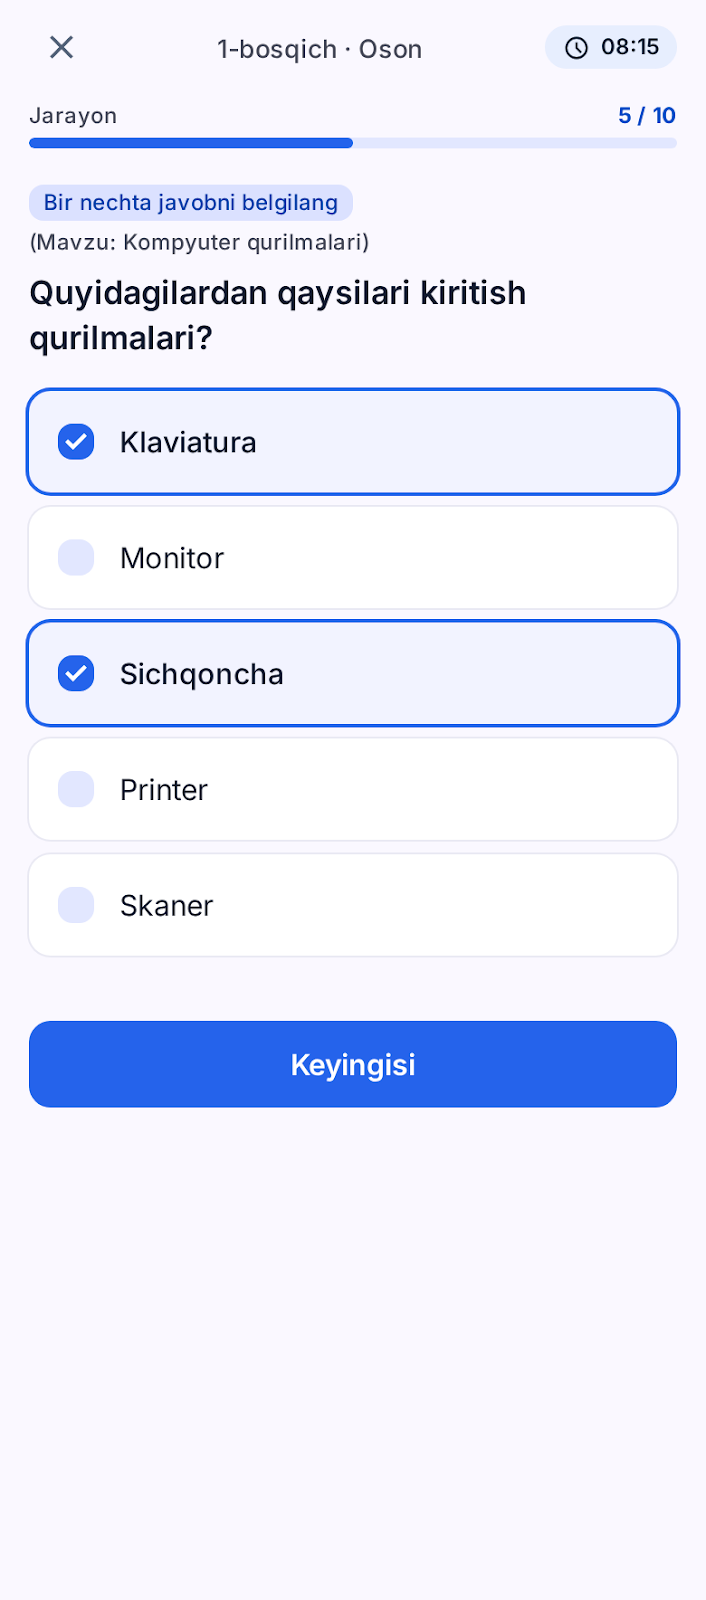 1-bosqich · Oson
08:15
Jarayon
5 / 10
Bir nechta javobni belgilang
(Mavzu: Kompyuter qurilmalari)
Quyidagilardan qaysilari kiritish
qurilmalari?
Klaviatura
Monitor
Sichqoncha
Printer
Skaner
Keyingisi